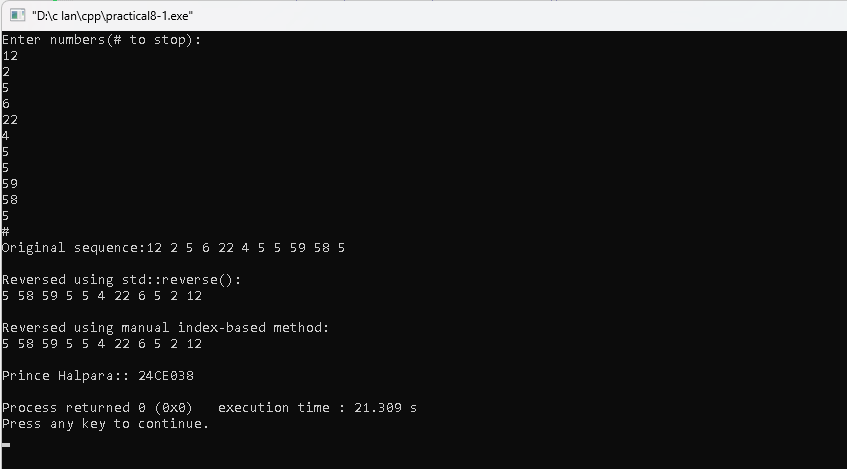 "D:\c lan\cpp\practical8-1.exe"
Enter numbers(# to stop):
12
2
5
6
22
4
5
5
59
58
5
#
Original sequence:12 2 5 6 22 4 5 5 59 58 5
Reversed using std::reverse():
5 58 59 5 5 4 22 6 5 2 12
Reversed using manual index-based method:
5 58 59 5 5 4 22 6 5 2 12
Prince Halpara:: 24CE038
Process returned 0 (0x0)   execution time : 21.309 s
Press any key to continue.